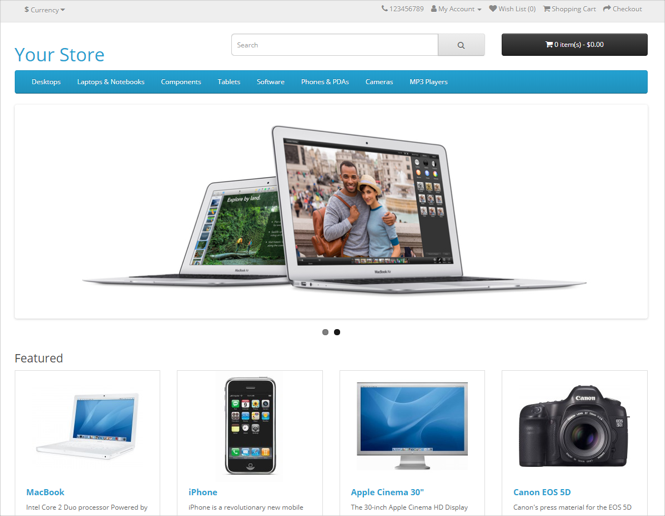 $ Currency
123456789 My Account Wish List (0) Shopping Cart Checkout
Your Store
Search
0 item(s) - $0.00
Desktops Laptops & Notebooks Components Tablets Software Phones & PDAs Cameras MP3 Players
Explore by land.
MacBook Air
MacBook Air
Featured
Canon
MacBook
Intel Core 2 Duo processor Powered by
iPhone
iPhone is a revolutionary new mobile
Apple Cinema 30"
The 30-inch Apple Cinema HD Display
Canon EOS 5D
Canon's press material for the EOS 5D